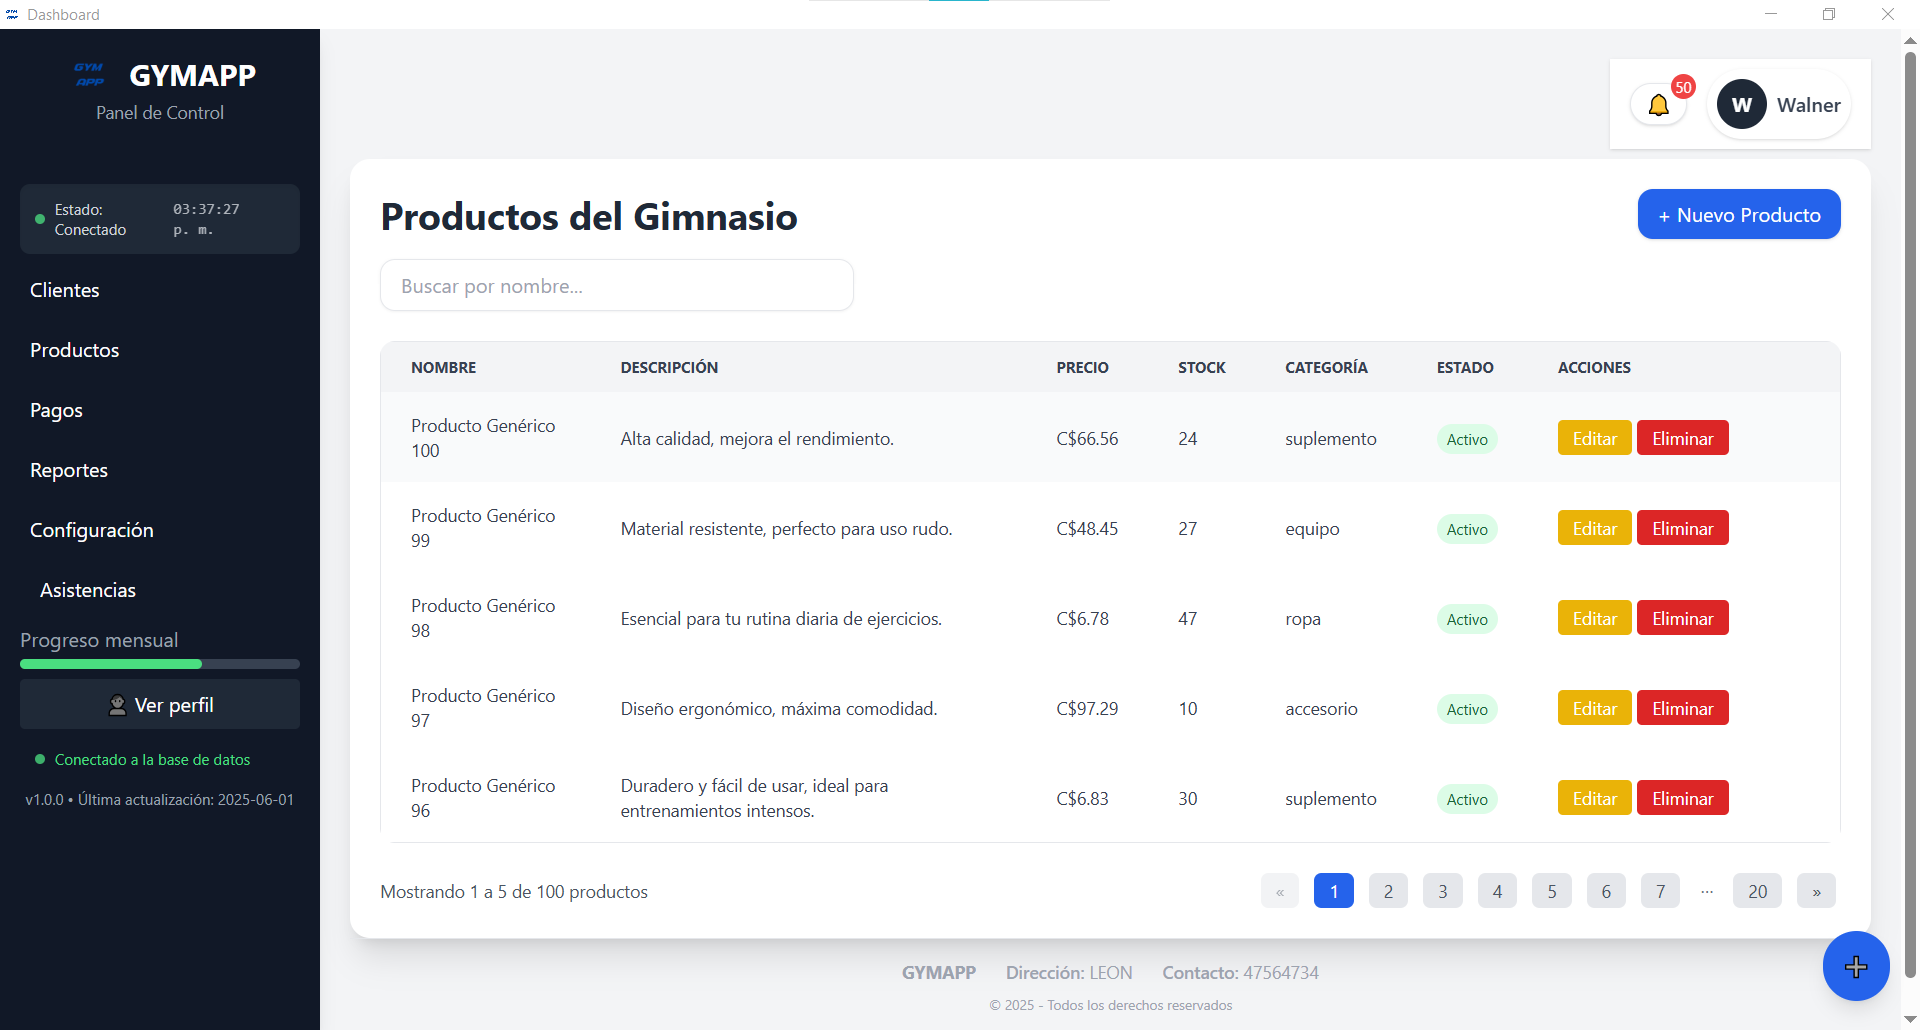 Dashboard
GYM
APP
GYMAPP
Panel de Control
Estado:
Conectado
03:37:27
p. m.
Clientes
Productos
Pagos
Reportes
Configuración
Asistencias
Progreso mensual
Ver perfil
Conectado a la base de datos
v1.0.0 • Última actualización: 2025-06-01
50
W Walner
Productos del Gimnasio
+ Nuevo Producto
Buscar por nombre...
NOMBRE DESCRIPCIÓN PRECIO STOCK CATEGORÍA ESTADO ACCIONES
Producto Genérico
100
Alta calidad, mejora el rendimiento. C$66.56 24 suplemento Activo Editar Eliminar
Producto Genérico
99
Material resistente, perfecto para uso rudo. C$48.45 27 equipo Activo Editar Eliminar
Producto Genérico
98
Esencial para tu rutina diaria de ejercicios. C$6.78 47 ropa Activo Editar Eliminar
Producto Genérico
97
Diseño ergonómico, máxima comodidad. C$97.29 10 accesorio Activo Editar Eliminar
Producto Genérico
96
Duradero y fácil de usar, ideal para
entrenamientos intensos.
C$6.83 30 suplemento Activo Editar Eliminar
Mostrando 1 a 5 de 100 productos
« 1 2 3 4 5 6 7 ... 20 »
GYMAPP Dirección: LEON Contacto: 47564734
© 2025 - Todos los derechos reservados